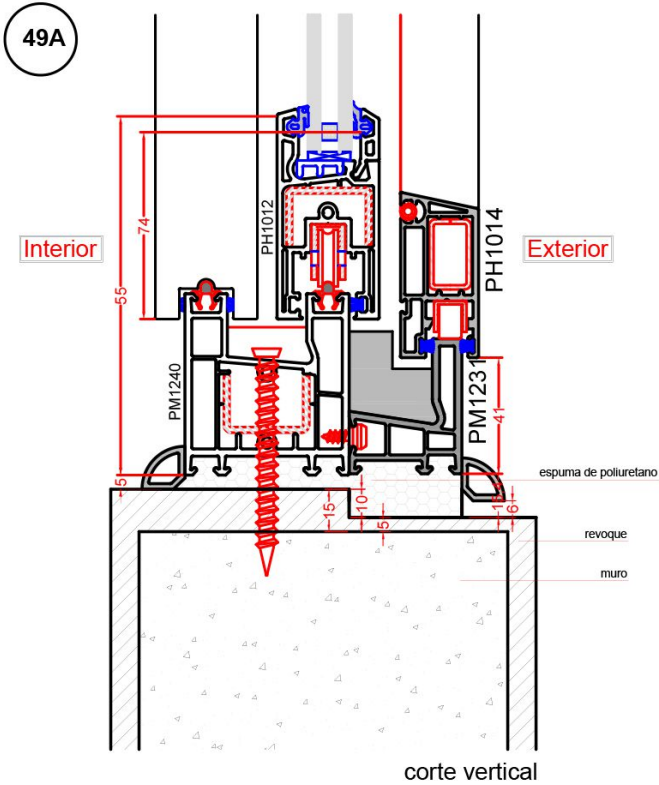 49A
Interior
Exterior
55
74
PH1012
PH1014
PM1240
PM1231
41
espuma de poliuretano
5
15
10
5
6
revoque
muro
corte vertical